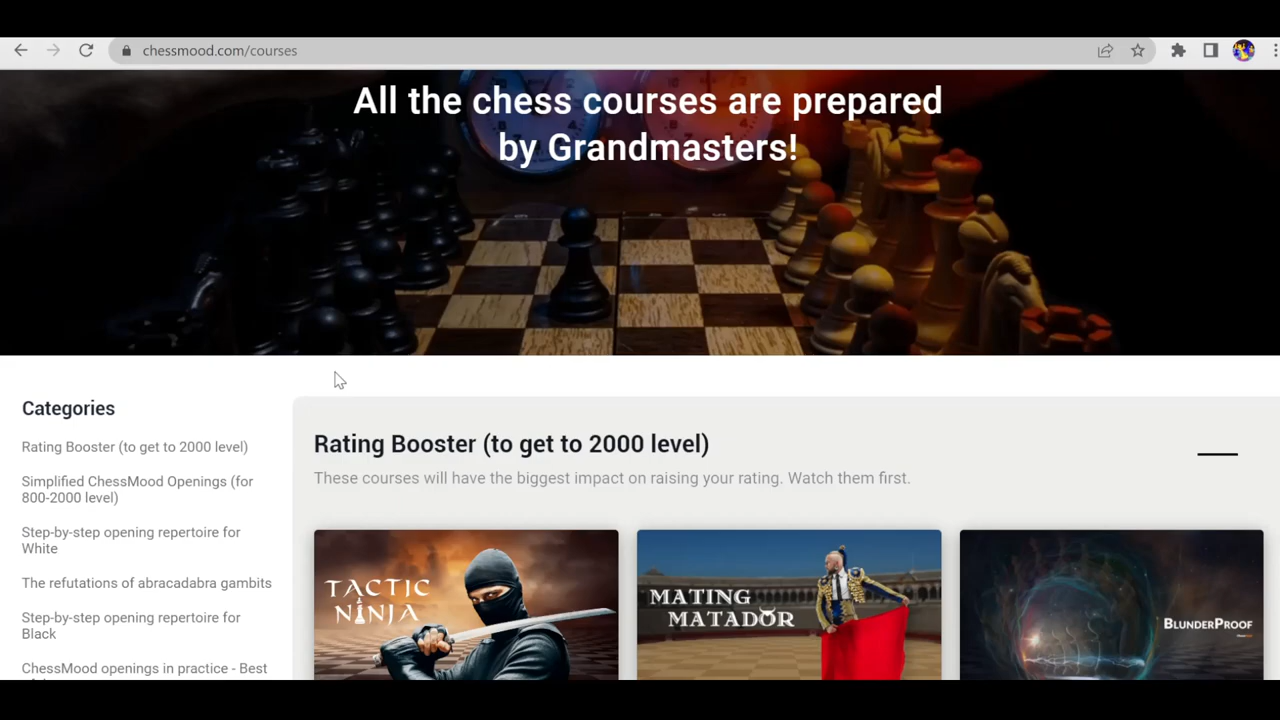 chessmood.com/courses
All the chess courses are prepared
by Grandmasters!
Categories
Rating Booster (to get to 2000 level)
Simplified ChessMood Openings (for
800-2000 level)
Step-by-step opening repertoire for
White
The refutations of abracadabra gambits
Step-by-step opening repertoire for
Black
ChessMood openings in practice - Best
Rating Booster (to get to 2000 level)
These courses will have the biggest impact on raising your rating. Watch them first.
TACTIC
NINJA
MATING
MATADOR
BLUNDERPROOF